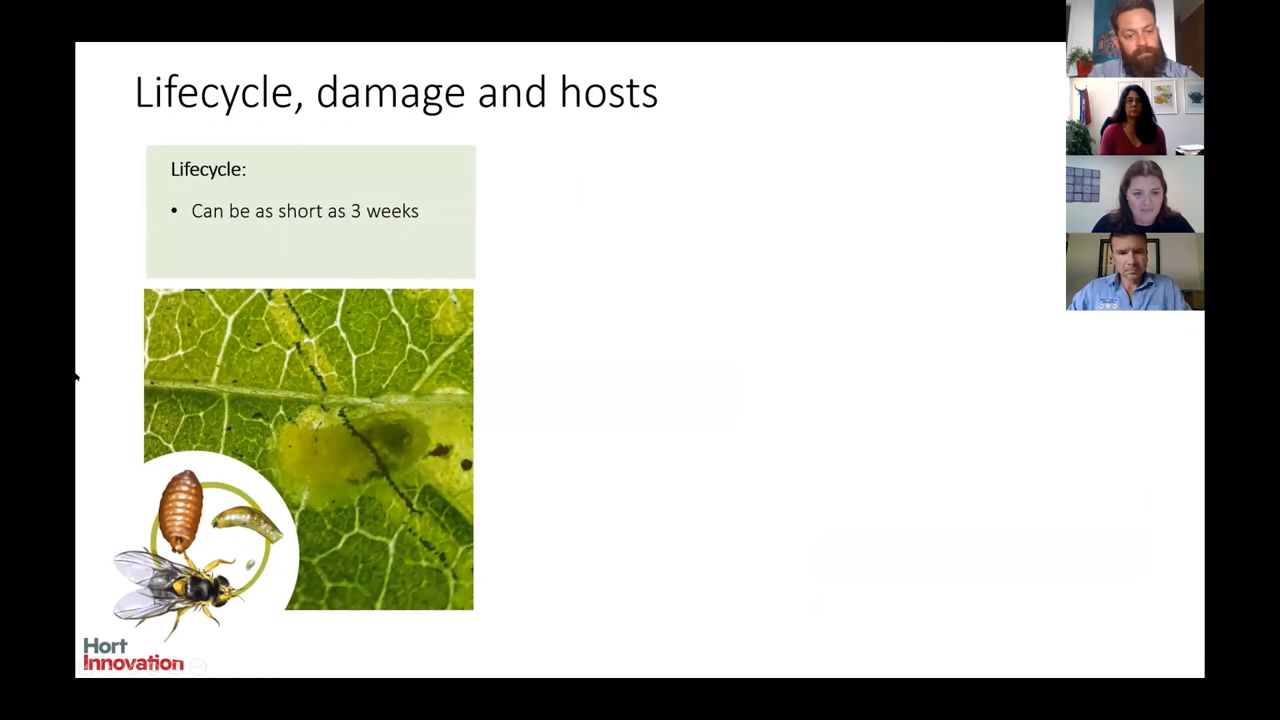 Lifecycle, damage and hosts
Lifecycle:
• Can be as short as 3 weeks
Hort
Innovation